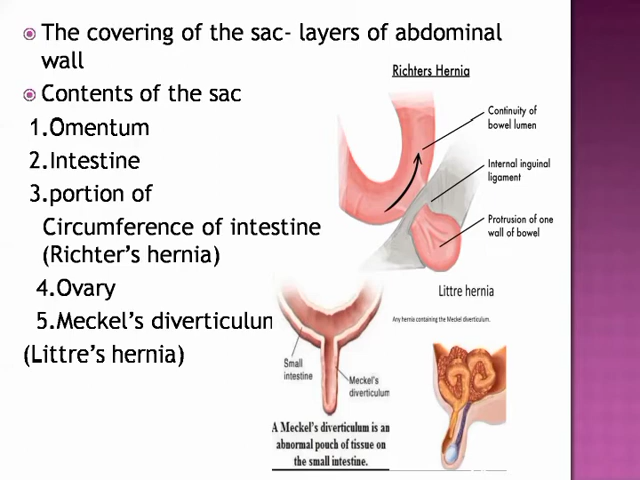 The covering of the sac- layers of abdominal
wall
Contents of the sac
1.Omentum
2.Intestine
3.portion of
Circumference of intestine
(Richter's hernia)
4.Ovary
5.Meckel's diverticulun
(Littre's hernia)
Richters Hernia
Continuity of
bowel lumen
Internal inguinal
ligament
Protrusion of one
wall of bowel
Littre hernia
Any hernia containing the Meckel diverticulum.
Small
intestine
Meckel's
diverticulum
A Meckel's diverticulum is an
abnormal pouch of tissue on
the small intestine.